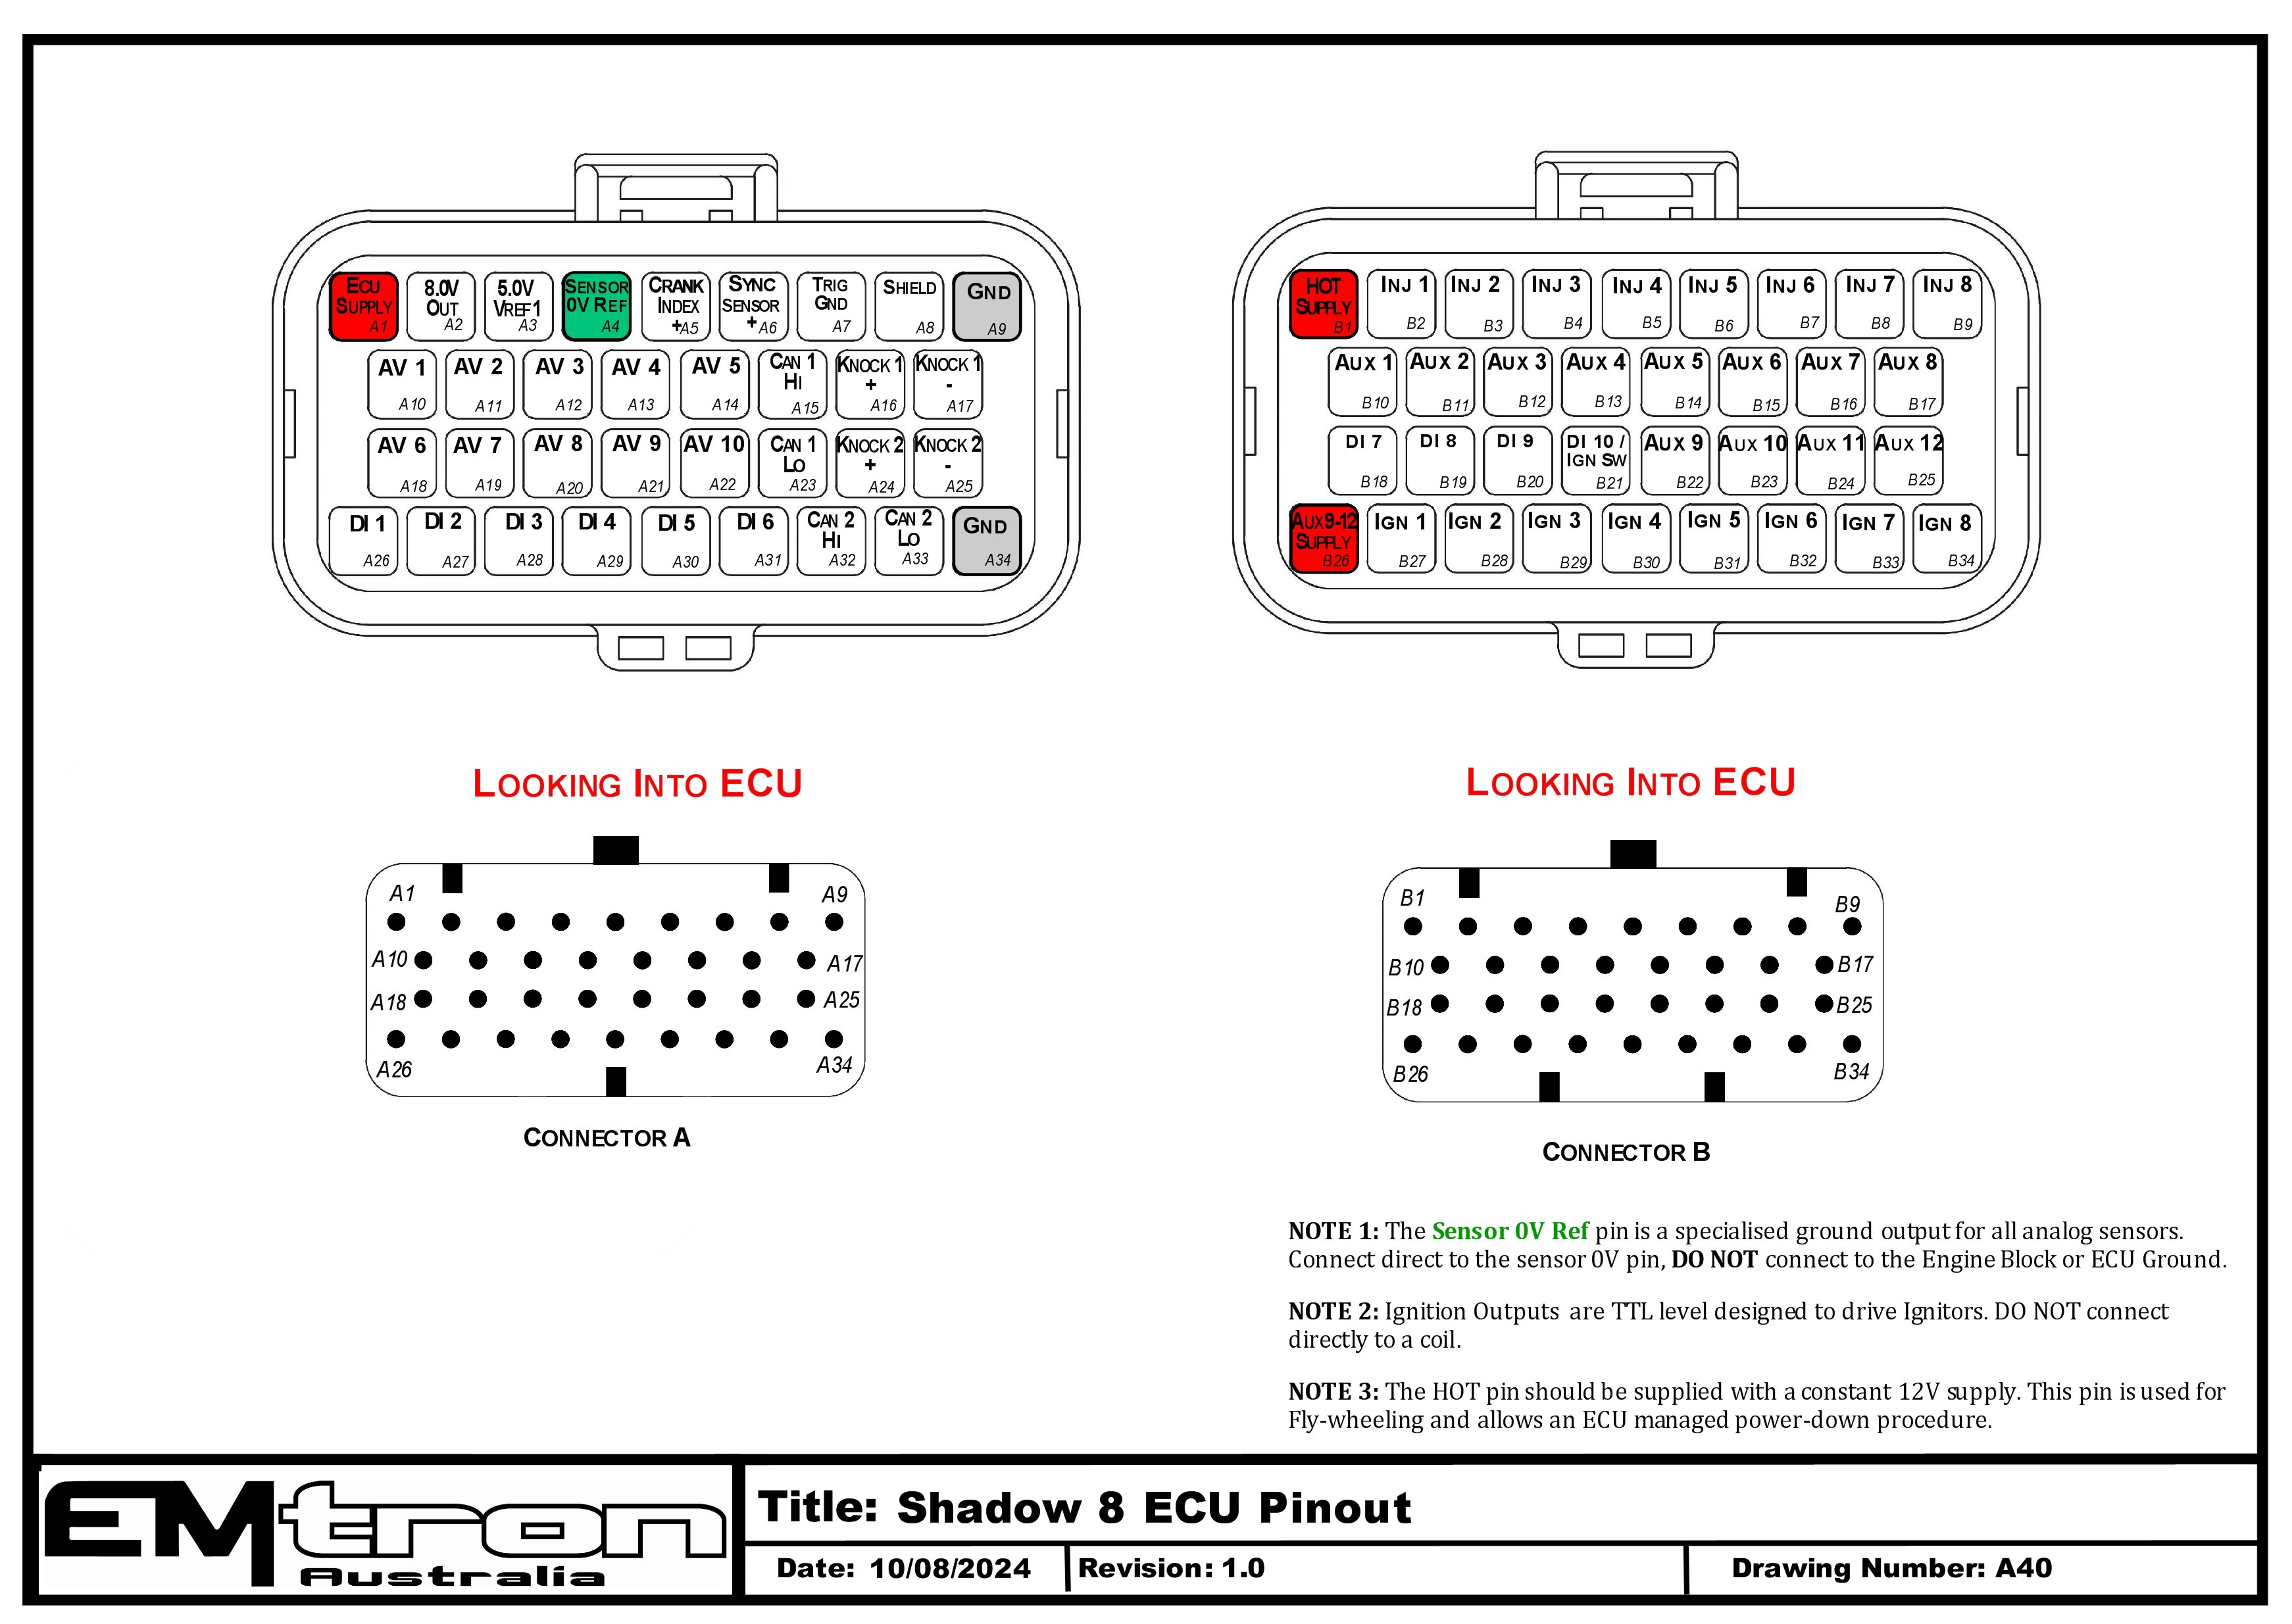 ECU SUPPLY A1
8.0V OUT A2
5.0V VREF1 A3
SENSOR 0V REF A4
CRANK INDEX + A5
SYNC SENSOR + A6
TRIG GND A7
SHIELD A8
GND A9
AV 1 A10
AV 2 A11
AV 3 A12
AV 4 A13
AV 5 A14
CAN 1 HI A15
KNOCK 1 + A16
KNOCK 1 - A17
AV 6 A18
AV 7 A19
AV 8 A20
AV 9 A21
AV 10 A22
CAN 1 LO A23
KNOCK 2 + A24
KNOCK 2 - A25
DI 1 A26
DI 2 A27
DI 3 A28
DI 4 A29
DI 5 A30
DI 6 A31
CAN 2 HI A32
CAN 2 LO A33
GND A34
HOT SUPPLY B1
INJ 1 B2
INJ 2 B3
INJ 3 B4
INJ 4 B5
INJ 5 B6
INJ 6 B7
INJ 7 B8
INJ 8 B9
AUX 1 B10
AUX 2 B11
AUX 3 B12
AUX 4 B13
AUX 5 B14
AUX 6 B15
AUX 7 B16
AUX 8 B17
DI 7 B18
DI 8 B19
DI 9 B20
DI 10 / IGN SW B21
AUX 9 B22
AUX 10 B23
AUX 11 B24
AUX 12 B25
AUX9-12 SUPPLY B26
IGN 1 B27
IGN 2 B28
IGN 3 B29
IGN 4 B30
IGN 5 B31
IGN 6 B32
IGN 7 B33
IGN 8 B34
LOOKING INTO ECU
A1 A9
A10 A17
A18 A25
A26 A34
CONNECTOR A
LOOKING INTO ECU
B1 B9
B10 B17
B18 B25
B26 B34
CONNECTOR B
NOTE 1: The Sensor 0V Ref pin is a specialised ground output for all analog sensors.
Connect direct to the sensor 0V pin, DO NOT connect to the Engine Block or ECU Ground.
NOTE 2: Ignition Outputs are TTL level designed to drive Ignitors. DO NOT connect
directly to a coil.
NOTE 3: The HOT pin should be supplied with a constant 12V supply. This pin is used for
Fly-wheeling and allows an ECU managed power-down procedure.
EMtron
Australia
Title: Shadow 8 ECU Pinout
Date: 10/08/2024
Revision: 1.0
Drawing Number: A40